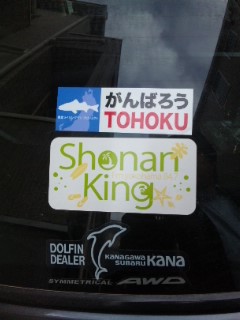 がんばろう
TOHOKU
Shonan
King
DOLFIN
DEALER
KANAGAWA
SUBARU
KANA
SYMMETRICAL AWD